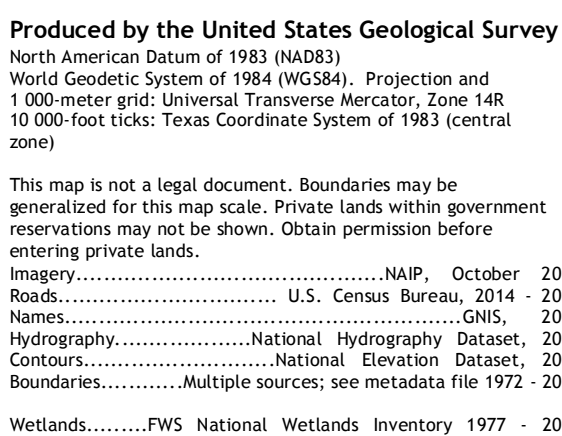 Produced by the United States Geological Survey
North American Datum of 1983 (NAD83)
World Geodetic System of 1984 (WGS84). Projection and
1 000-meter grid: Universal Transverse Mercator, Zone 14R
10 000-foot ticks: Texas Coordinate System of 1983 (central
zone)
This map is not a legal document. Boundaries may be
generalized for this map scale. Private lands within government
reservations may not be shown. Obtain permission before
entering private lands.
Imagery............................................NAIP, October 20
Roads............................... U.S. Census Bureau, 2014 - 20
Names.........................................................GNIS, 20
Hydrography....................National Hydrography Dataset, 20
Contours............................National Elevation Dataset, 20
Boundaries............Multiple sources; see metadata file 1972 - 20
Wetlands.........FWS National Wetlands Inventory 1977 - 20